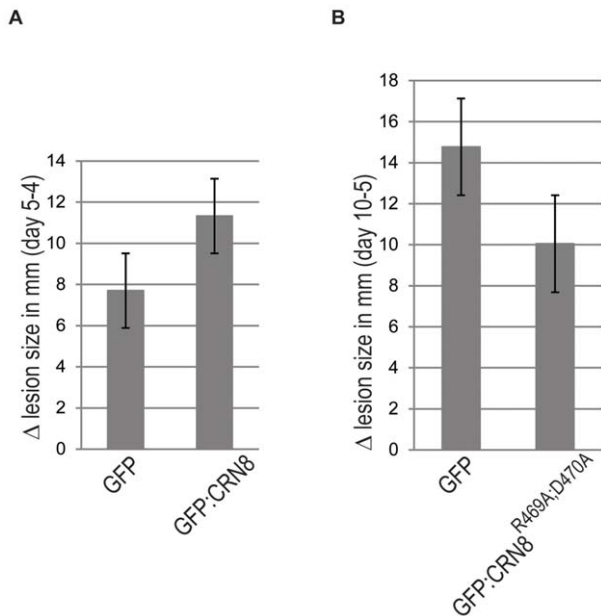 A
Δ lesion size in mm (day 5-4)
14
12
10
8
6
4
2
0
GFP
GFP:CRN8
B
Δ lesion size in mm (day 10-5)
18
16
14
12
10
8
6
4
2
0
GFP
GFP:CRN8 R469A;D470A